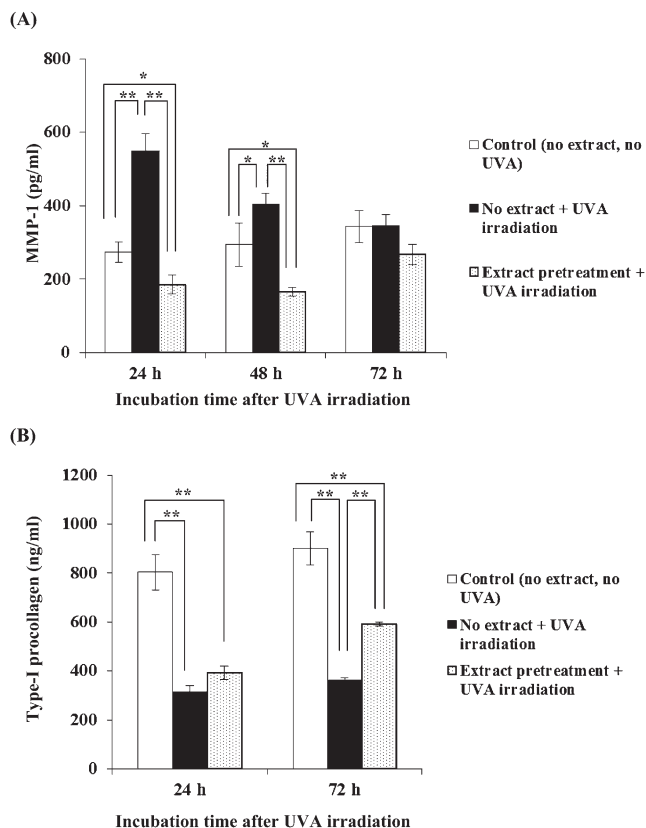 (A)
800
600
400
200
0
MMP-1 (pg/ml)
*
** **
*
* **
24 h 48 h 72 h
Incubation time after UVA irradiation
Control (no extract, no
UVA)
No extract + UVA
irradiation
Extract pretreatment +
UVA irradiation
(B)
1200
1000
800
600
400
200
0
Type-I procollagen (ng/ml)
**
**
**
** **
24 h 72 h
Incubation time after UVA irradiation
Control (no extract, no
UVA)
No extract + UVA
irradiation
Extract pretreatment +
UVA irradiation